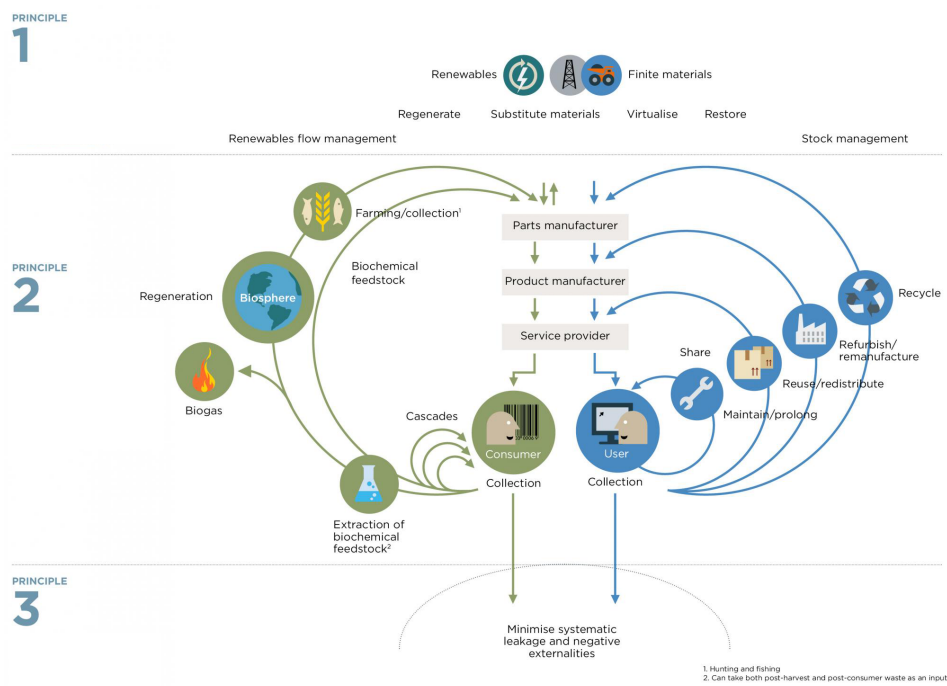 PRINCIPLE
1
Renewables
Finite materials
Regenerate
Substitute materials
Virtualise
Restore
Renewables flow management
Stock management
PRINCIPLE
2
Farming/collection¹
Parts manufacturer
Biochemical
feedstock
Regeneration
Biosphere
Product manufacturer
Recycle
Service provider
Share
Refurbish/
remanufacture
Reuse/redistribute
Biogas
Cascades
Maintain/prolong
Consumer
User
Collection
Collection
Extraction of
biochemical
feedstock²
PRINCIPLE
3
Minimise systematic
leakage and negative
externalities
1. Hunting and fishing
2. Can take both post-harvest and post-consumer waste as an input